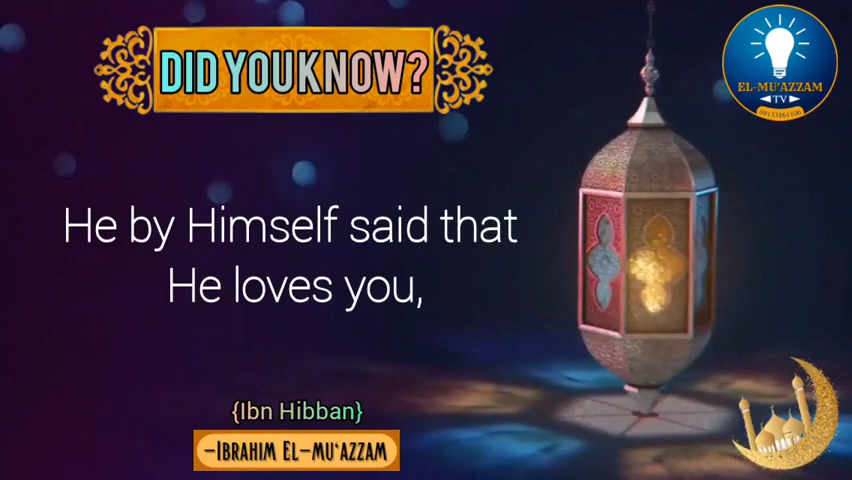 DID YOUKNOW?
EL-MU'AZZAM
TV
09133161106
He by Himself said that
He loves you,
{Ibn Hibban}
–IBRAHIM EL–MU‘AZZAM